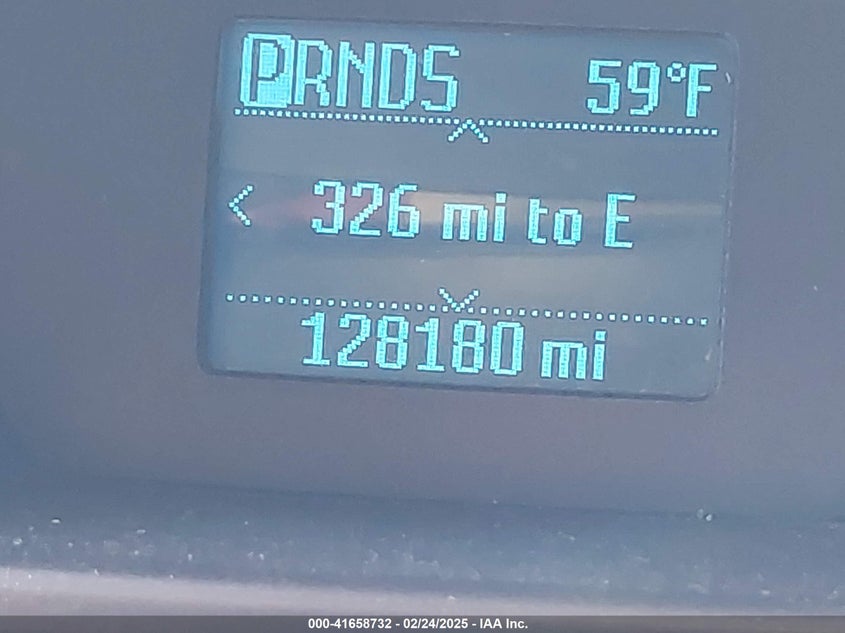 PRNDS 59°F
< 326 mi to E
128180 mi
000-41658732 - 02/24/2025 - IAA Inc.